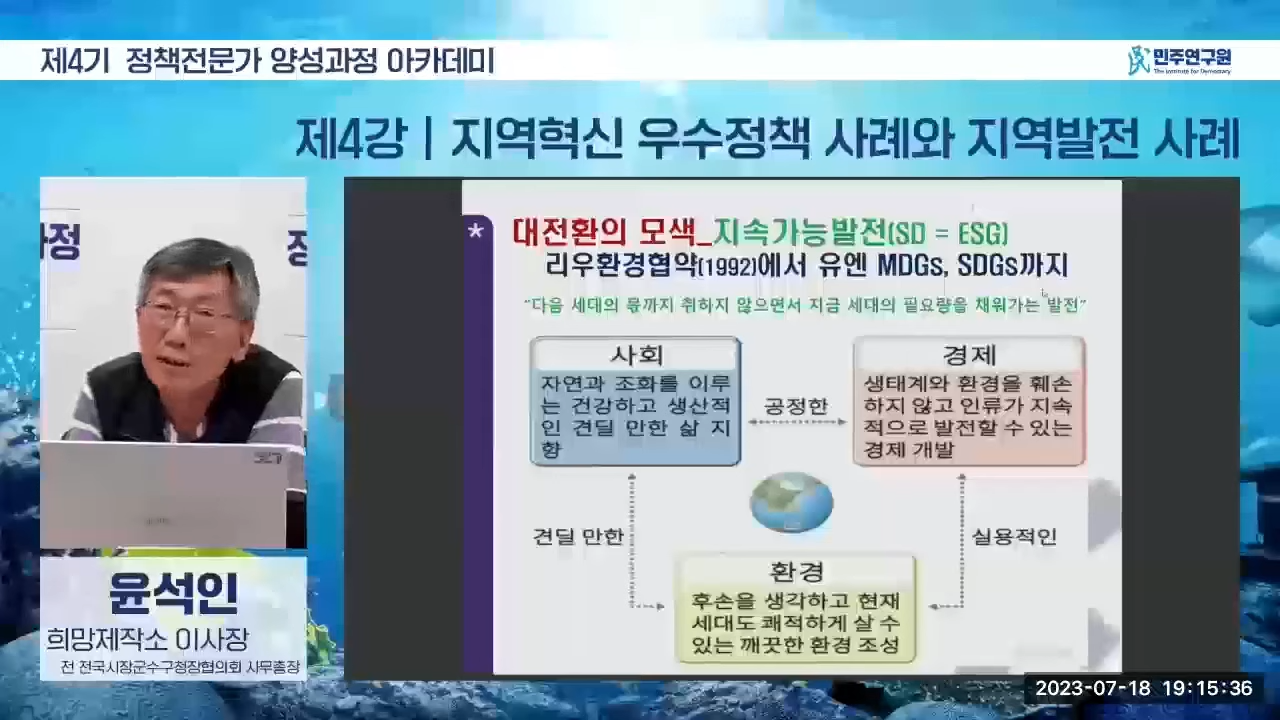 제4기 정책전문가 양성과정 아카데미
민주연구원
The Institute for Democracy
제4강 | 지역혁신 우수정책 사례와 지역발전 사례
정
*
대전환의 모색_지속가능발전(SD = ESG)
리우환경협약(1992)에서 유엔 MDGs, SDGs까지
"다음 세대의 몫까지 취하지 않으면서 지금 세대의 필요량을 채워가는 발전"
사회
자연과 조화를 이루
는 건강하고 생산적
인 견딜 만한 삶 지
향
공정한
경제
생태계와 환경을 훼손
하지 않고 인류가 지속
적으로 발전할 수 있는
경제 개발
견딜 만한
실용적인
환경
후손을 생각하고 현재
세대도 쾌적하게 살 수
있는 깨끗한 환경 조성
윤석인
희망제작소 이사장
전 전국시장군수구청장협의회 사무총장
2023-07-18 19:15:36